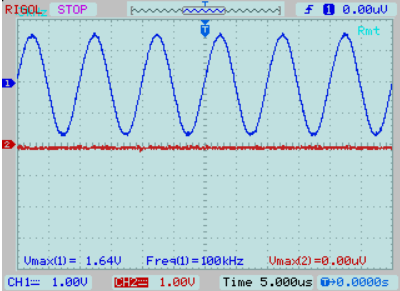 RIGOL STOP T f 1 0.00uV
T
Rmt
1
2
Vmax(1)= 1.64V Freq(1)=100kHz Vmax(2)=0.00uV
CH1 1.00V CH2 1.00V Time 5.000us T→0.0000s